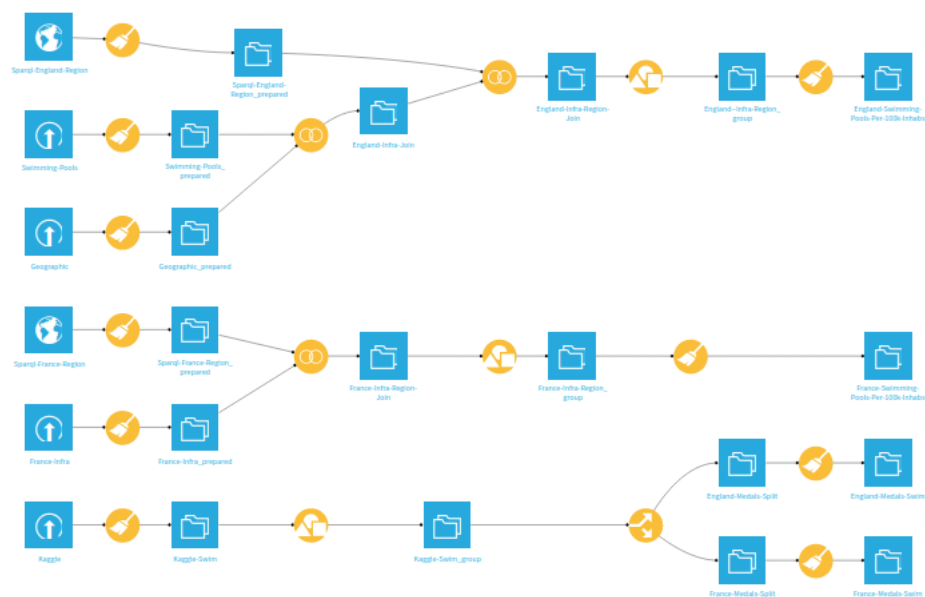 Sparql-England-Region
Sparql-England-
Region_prepared
England-Infra-Join
England-Infra-Region-
Join
England--Infra-Region_
group
England-Swimming-
Pools-Per-100k-Inhabs
Swimming-Pools
Swimming-Pools_
prepared
Geographic
Geographic_prepared
Sparql-France-Region
Sparql-France-Region_
prepared
France-Infra-Region-
Join
France-Infra-Region_
group
France-Swimming-
Pools-Per-100k-Inhabs
France-Infra
France-Infra_prepared
England-Medals-Split
England-Medals-Swim
Kaggle
Kaggle-Swim
Kaggle-Swim_group
France-Medals-Split
France-Medals-Swim